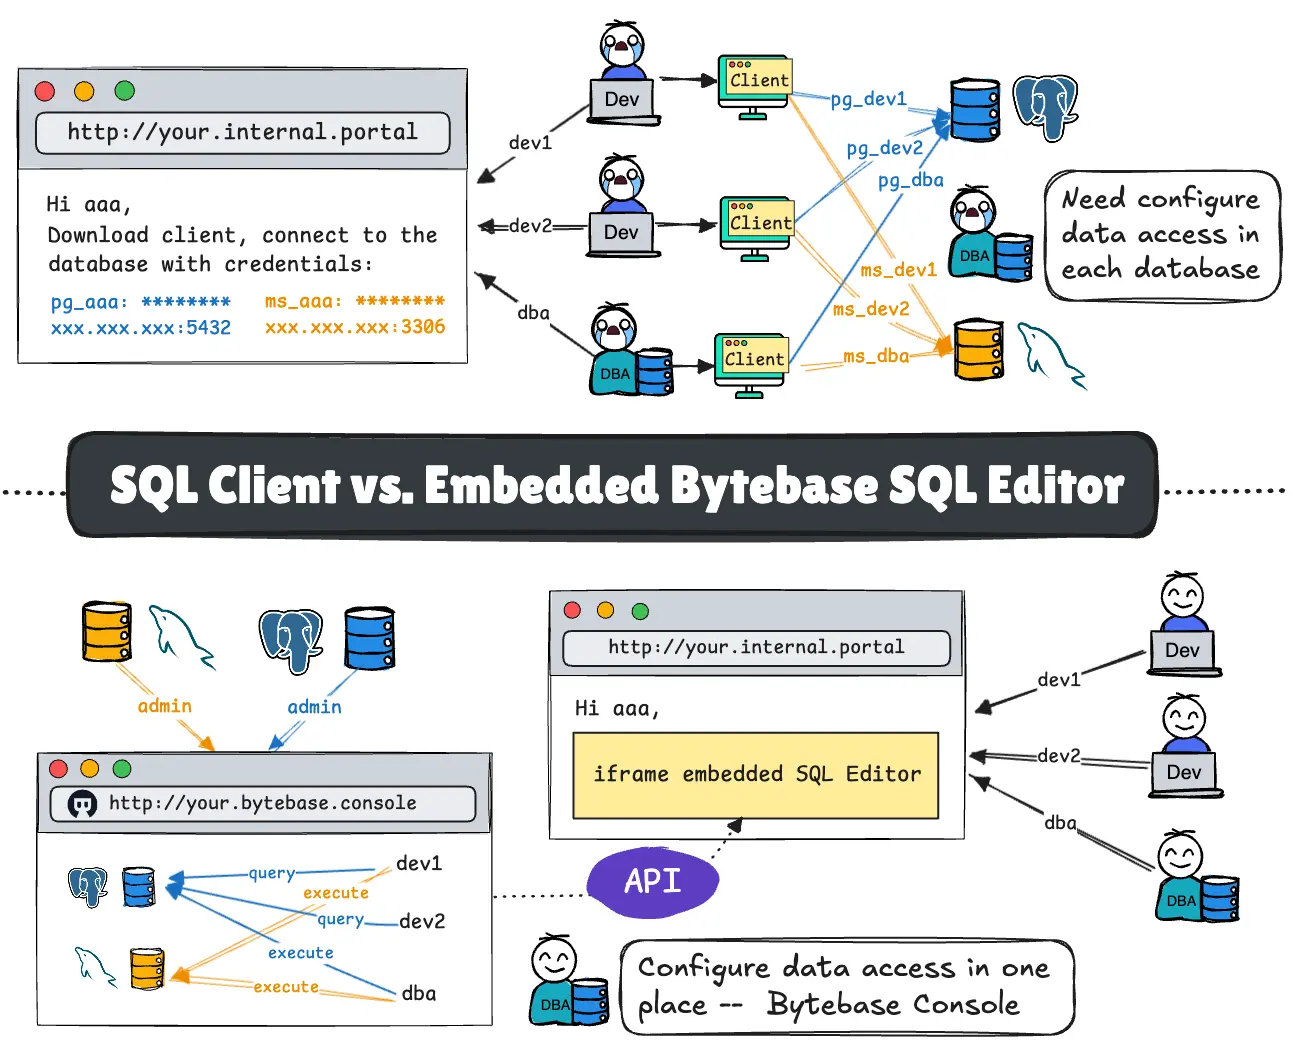 http://your.internal.portal
Hi aaa,
Download client, connect to the
database with credentials:
pg_aaa: ******** ms_aaa: ********
xxx.xxx.xxx:5432 xxx.xxx.xxx:3306
Dev
dev1
Client
pg_dev1
Dev
dev2
Client
pg_dev2
pg_dba
DBA
dba
Client
ms_dev1
ms_dev2
ms_dba
DBA
Need configure
data access in
each database
SQL Client vs. Embedded Bytebase SQL Editor
admin
admin
http://your.bytebase.console
query
dev1
execute
query
dev2
execute
execute
dba
API
http://your.internal.portal
Hi aaa,
iframe embedded SQL Editor
dev1
Dev
dev2
Dev
dba
DBA
DBA
Configure data access in one
place -- Bytebase Console